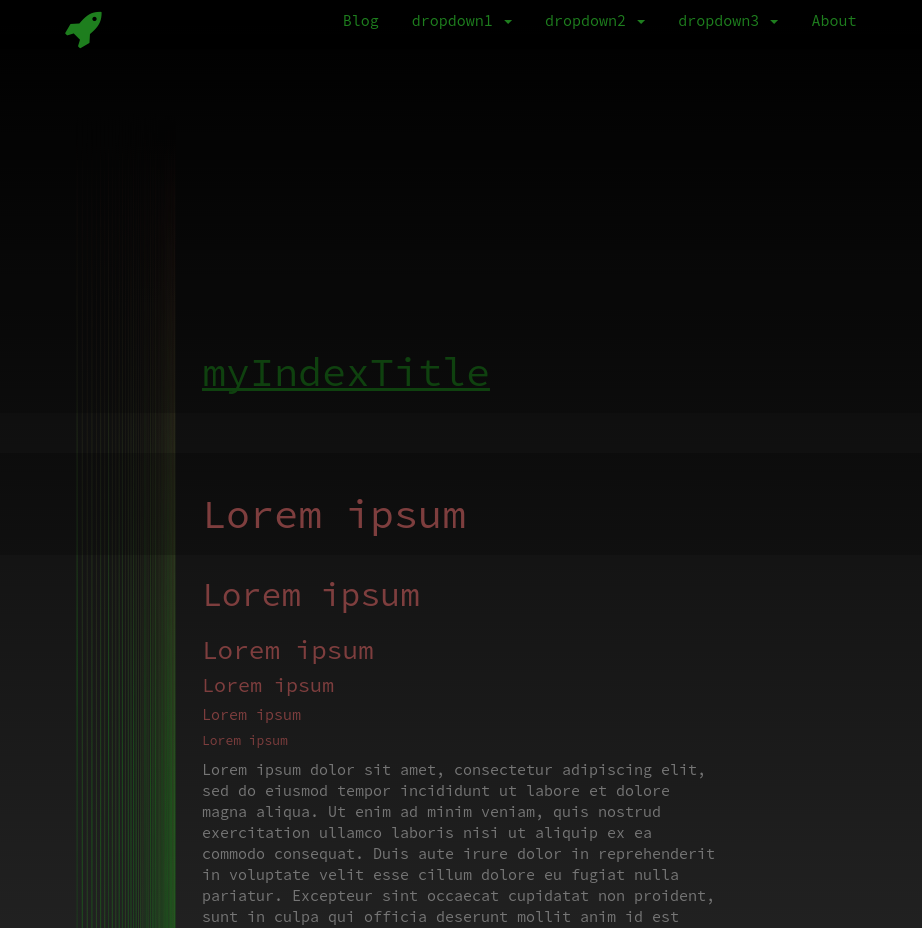 Blog dropdown1 dropdown2 dropdown3 About
myIndexTitle
Lorem ipsum
Lorem ipsum
Lorem ipsum
Lorem ipsum
Lorem ipsum
Lorem ipsum
Lorem ipsum dolor sit amet, consectetur adipiscing elit,
sed do eiusmod tempor incididunt ut labore et dolore
magna aliqua. Ut enim ad minim veniam, quis nostrud
exercitation ullamco laboris nisi ut aliquip ex ea
commodo consequat. Duis aute irure dolor in reprehenderit
in voluptate velit esse cillum dolore eu fugiat nulla
pariatur. Excepteur sint occaecat cupidatat non proident,
sunt in culpa qui officia deserunt mollit anim id est